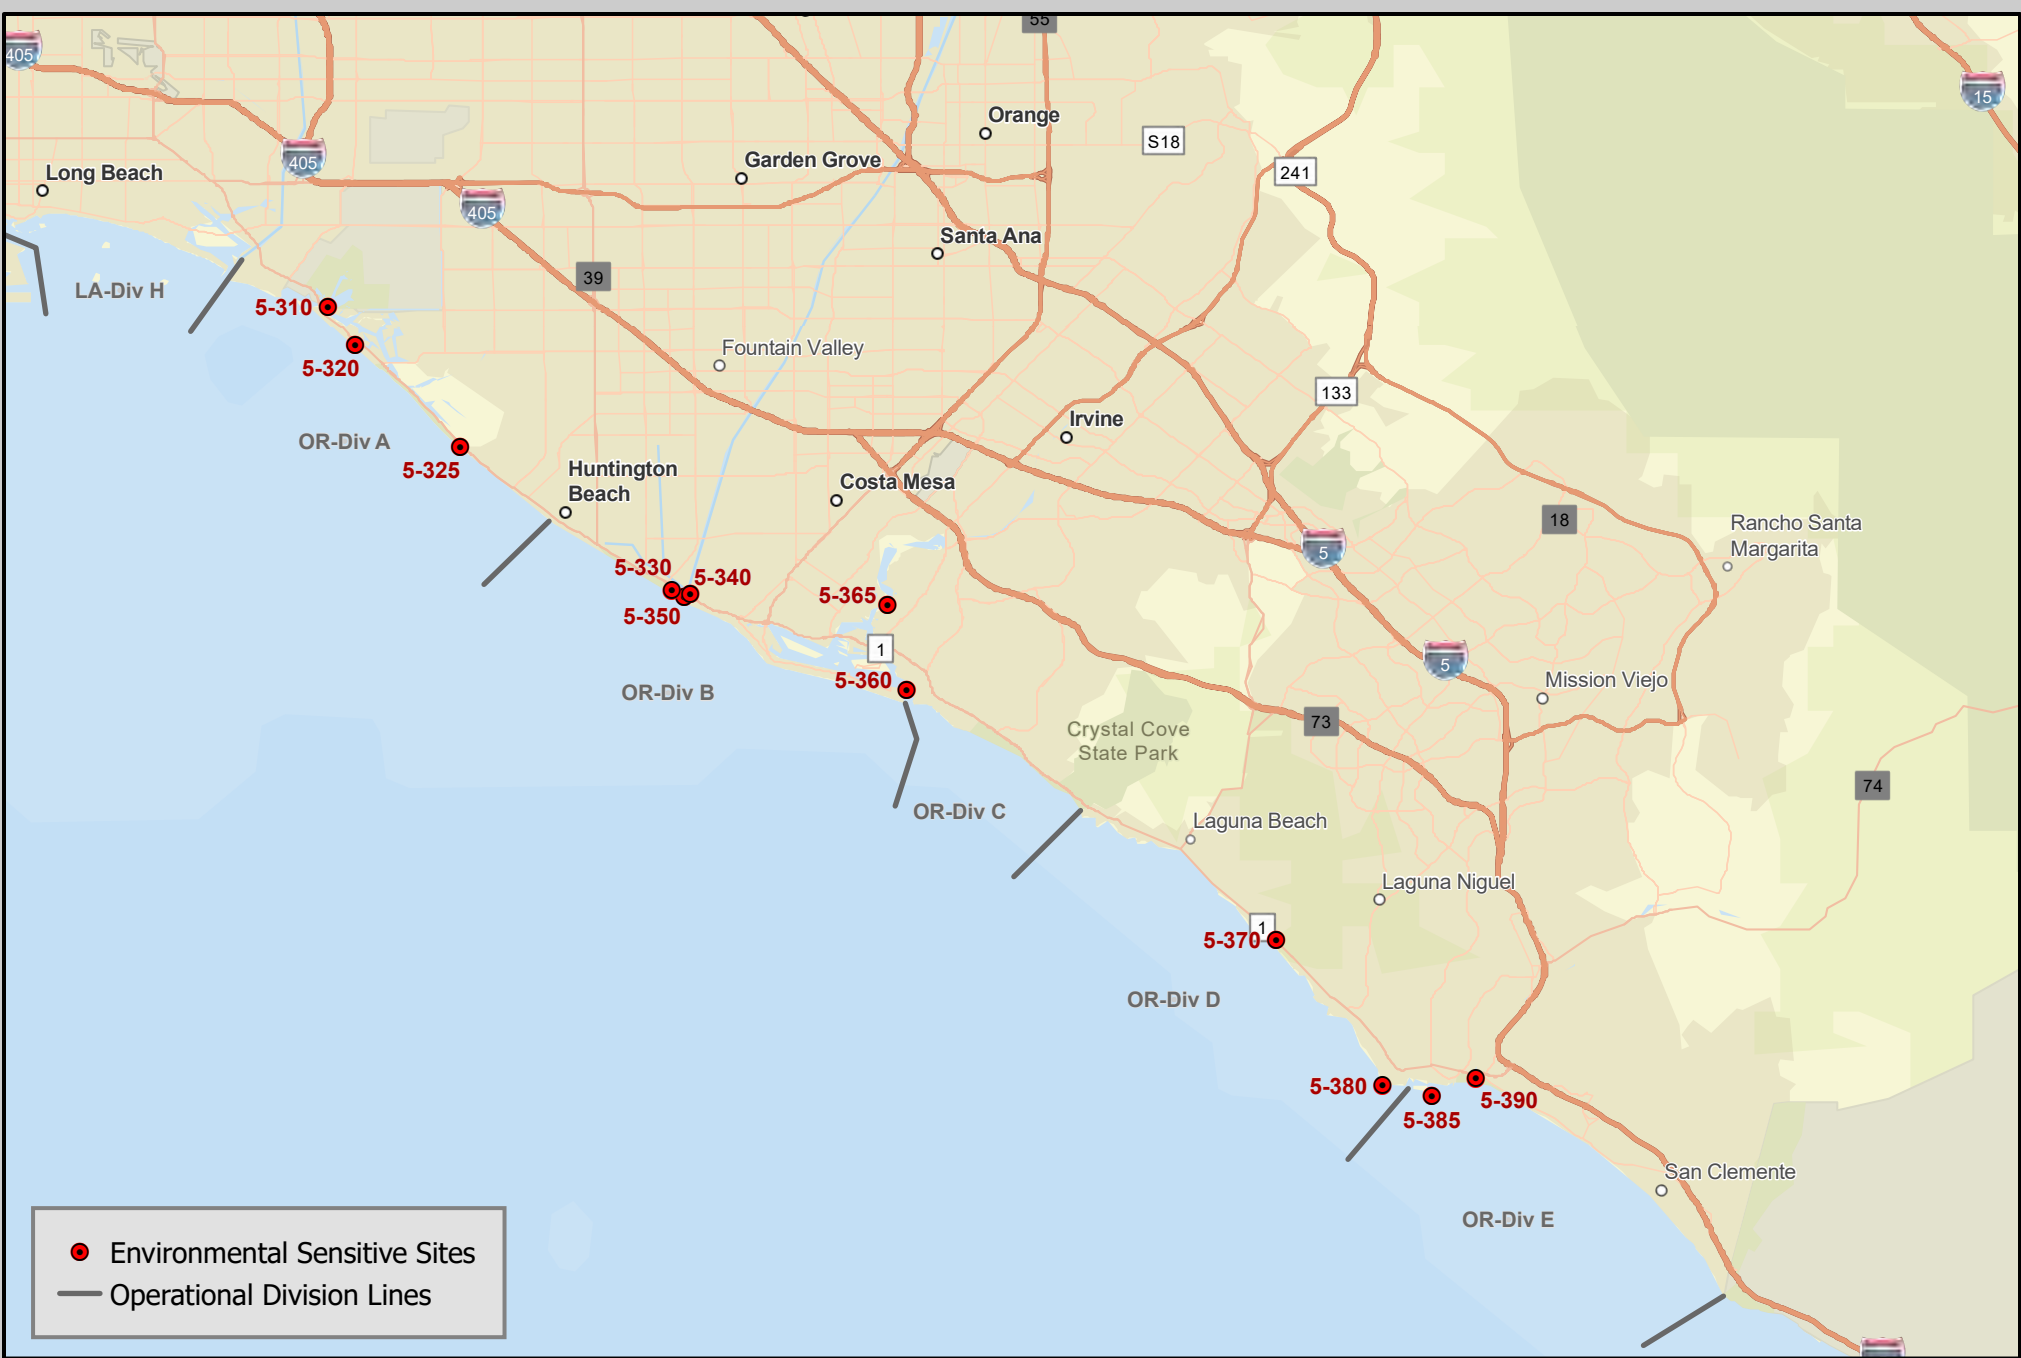 55
405
15
Orange
S18
Garden Grove
405
Long Beach
241
405
Santa Ana
39
LA-Div H
5-310
Fountain Valley
5-320
133
Irvine
OR-Div A
5-325
Huntington
Beach
Costa Mesa
18
Rancho Santa
Margarita
5
5-330
5-340
5-365
5-350
1
5
5-360
Mission Viejo
OR-Div B
73
Crystal Cove
State Park
74
OR-Div C
Laguna Beach
Laguna Niguel
1
5-370
OR-Div D
5-380
5-390
5-385
San Clemente
OR-Div E
Environmental Sensitive Sites
Operational Division Lines